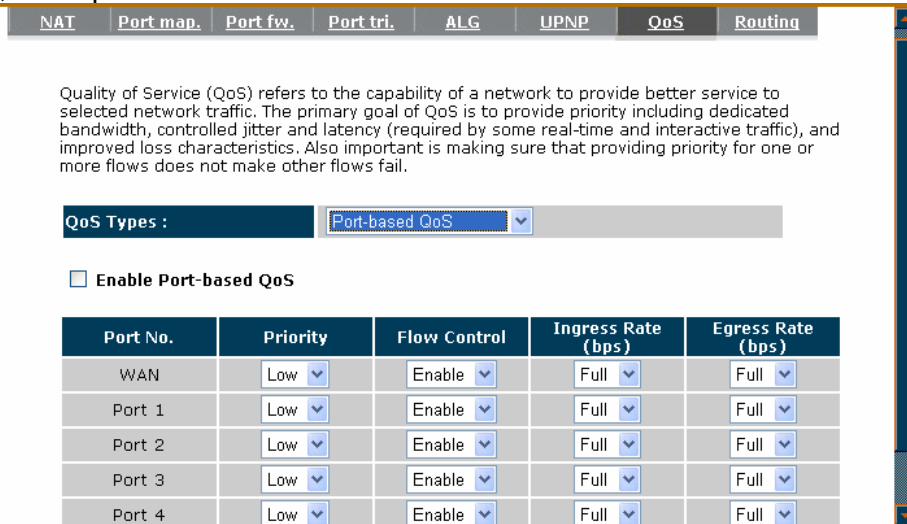 NAT Port map. Port fw. Port tri. ALG UPNP QoS Routing
Quality of Service (QoS) refers to the capability of a network to provide better service to
selected network traffic. The primary goal of QoS is to provide priority including dedicated
bandwidth, controlled jitter and latency (required by some real-time and interactive traffic), and
improved loss characteristics. Also important is making sure that providing priority for one or
more flows does not make other flows fail.
QoS Types : Port-based QoS
Enable Port-based QoS
Port No. Priority Flow Control Ingress Rate (bps) Egress Rate (bps)
WAN Low Enable Full Full
Port 1 Low Enable Full Full
Port 2 Low Enable Full Full
Port 3 Low Enable Full Full
Port 4 Low Enable Full Full